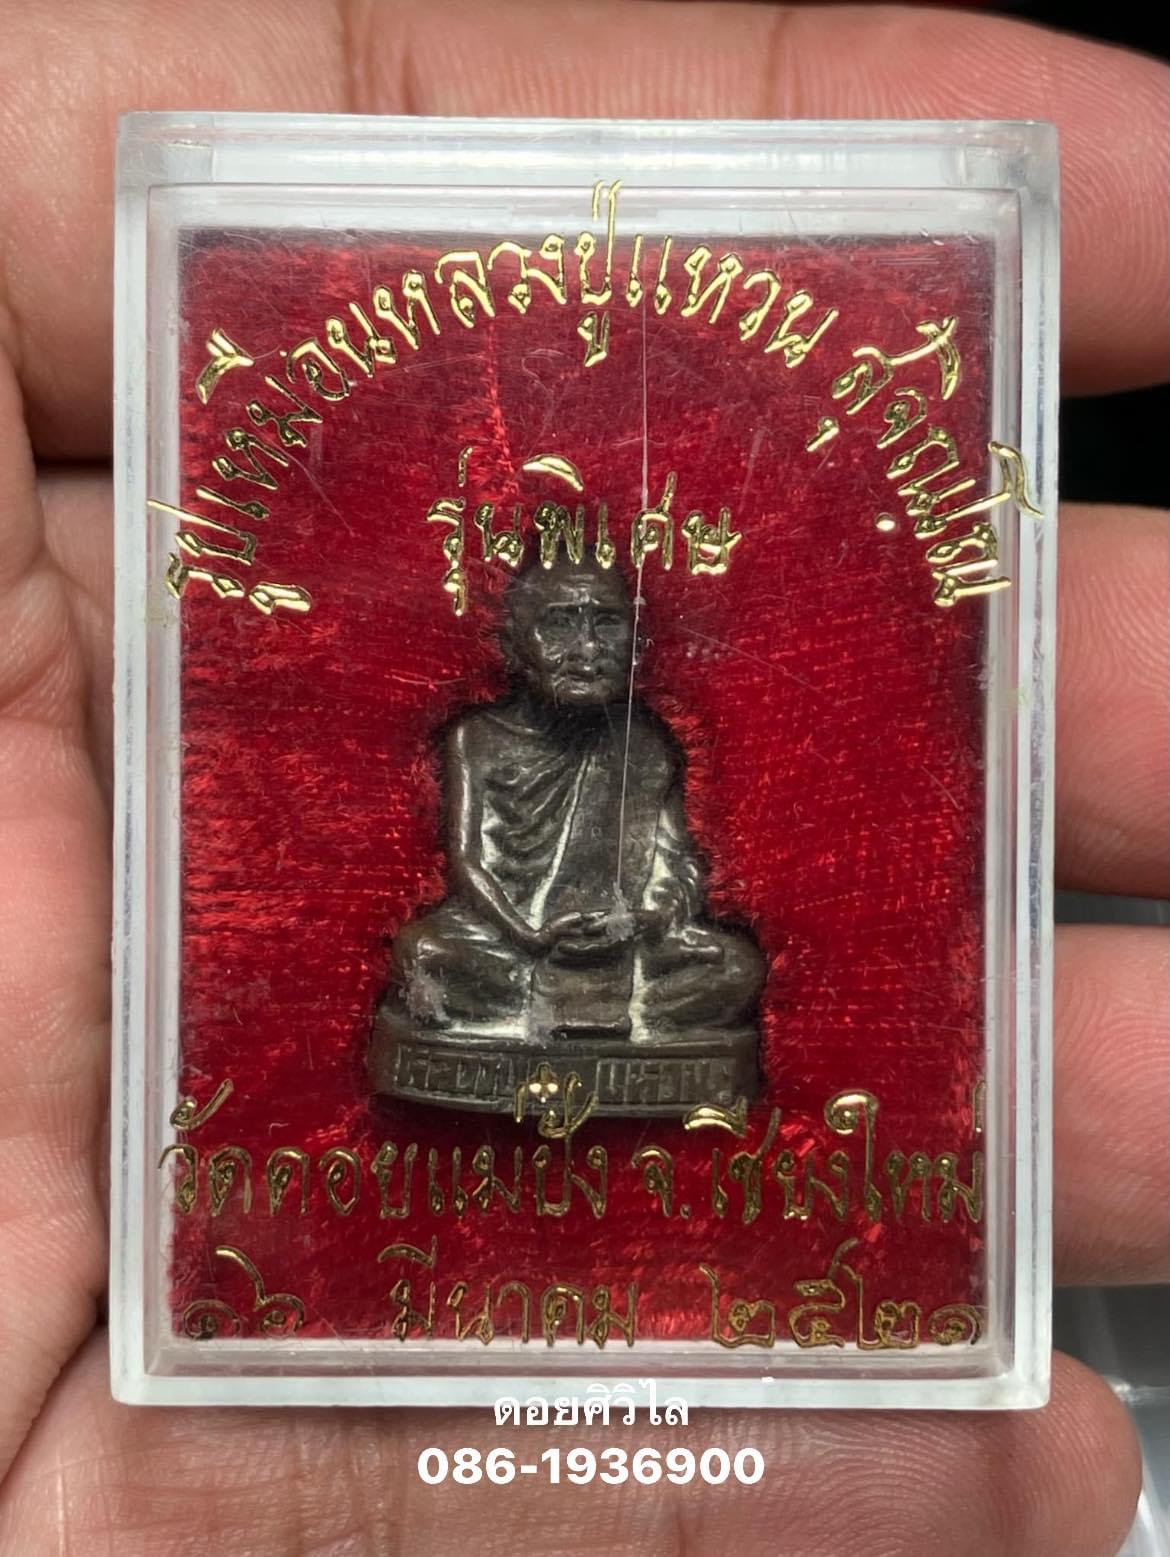 รูปเหมือนหลวงปู่แหวน สุจิณฺโณ
รุ่นพิเศษ
วัดดอยแม่ปั๋ง จ.เชียงใหม่
๑๖ มีนาคม ๒๕๒๑
ดอยศิวิไล
086-1936900